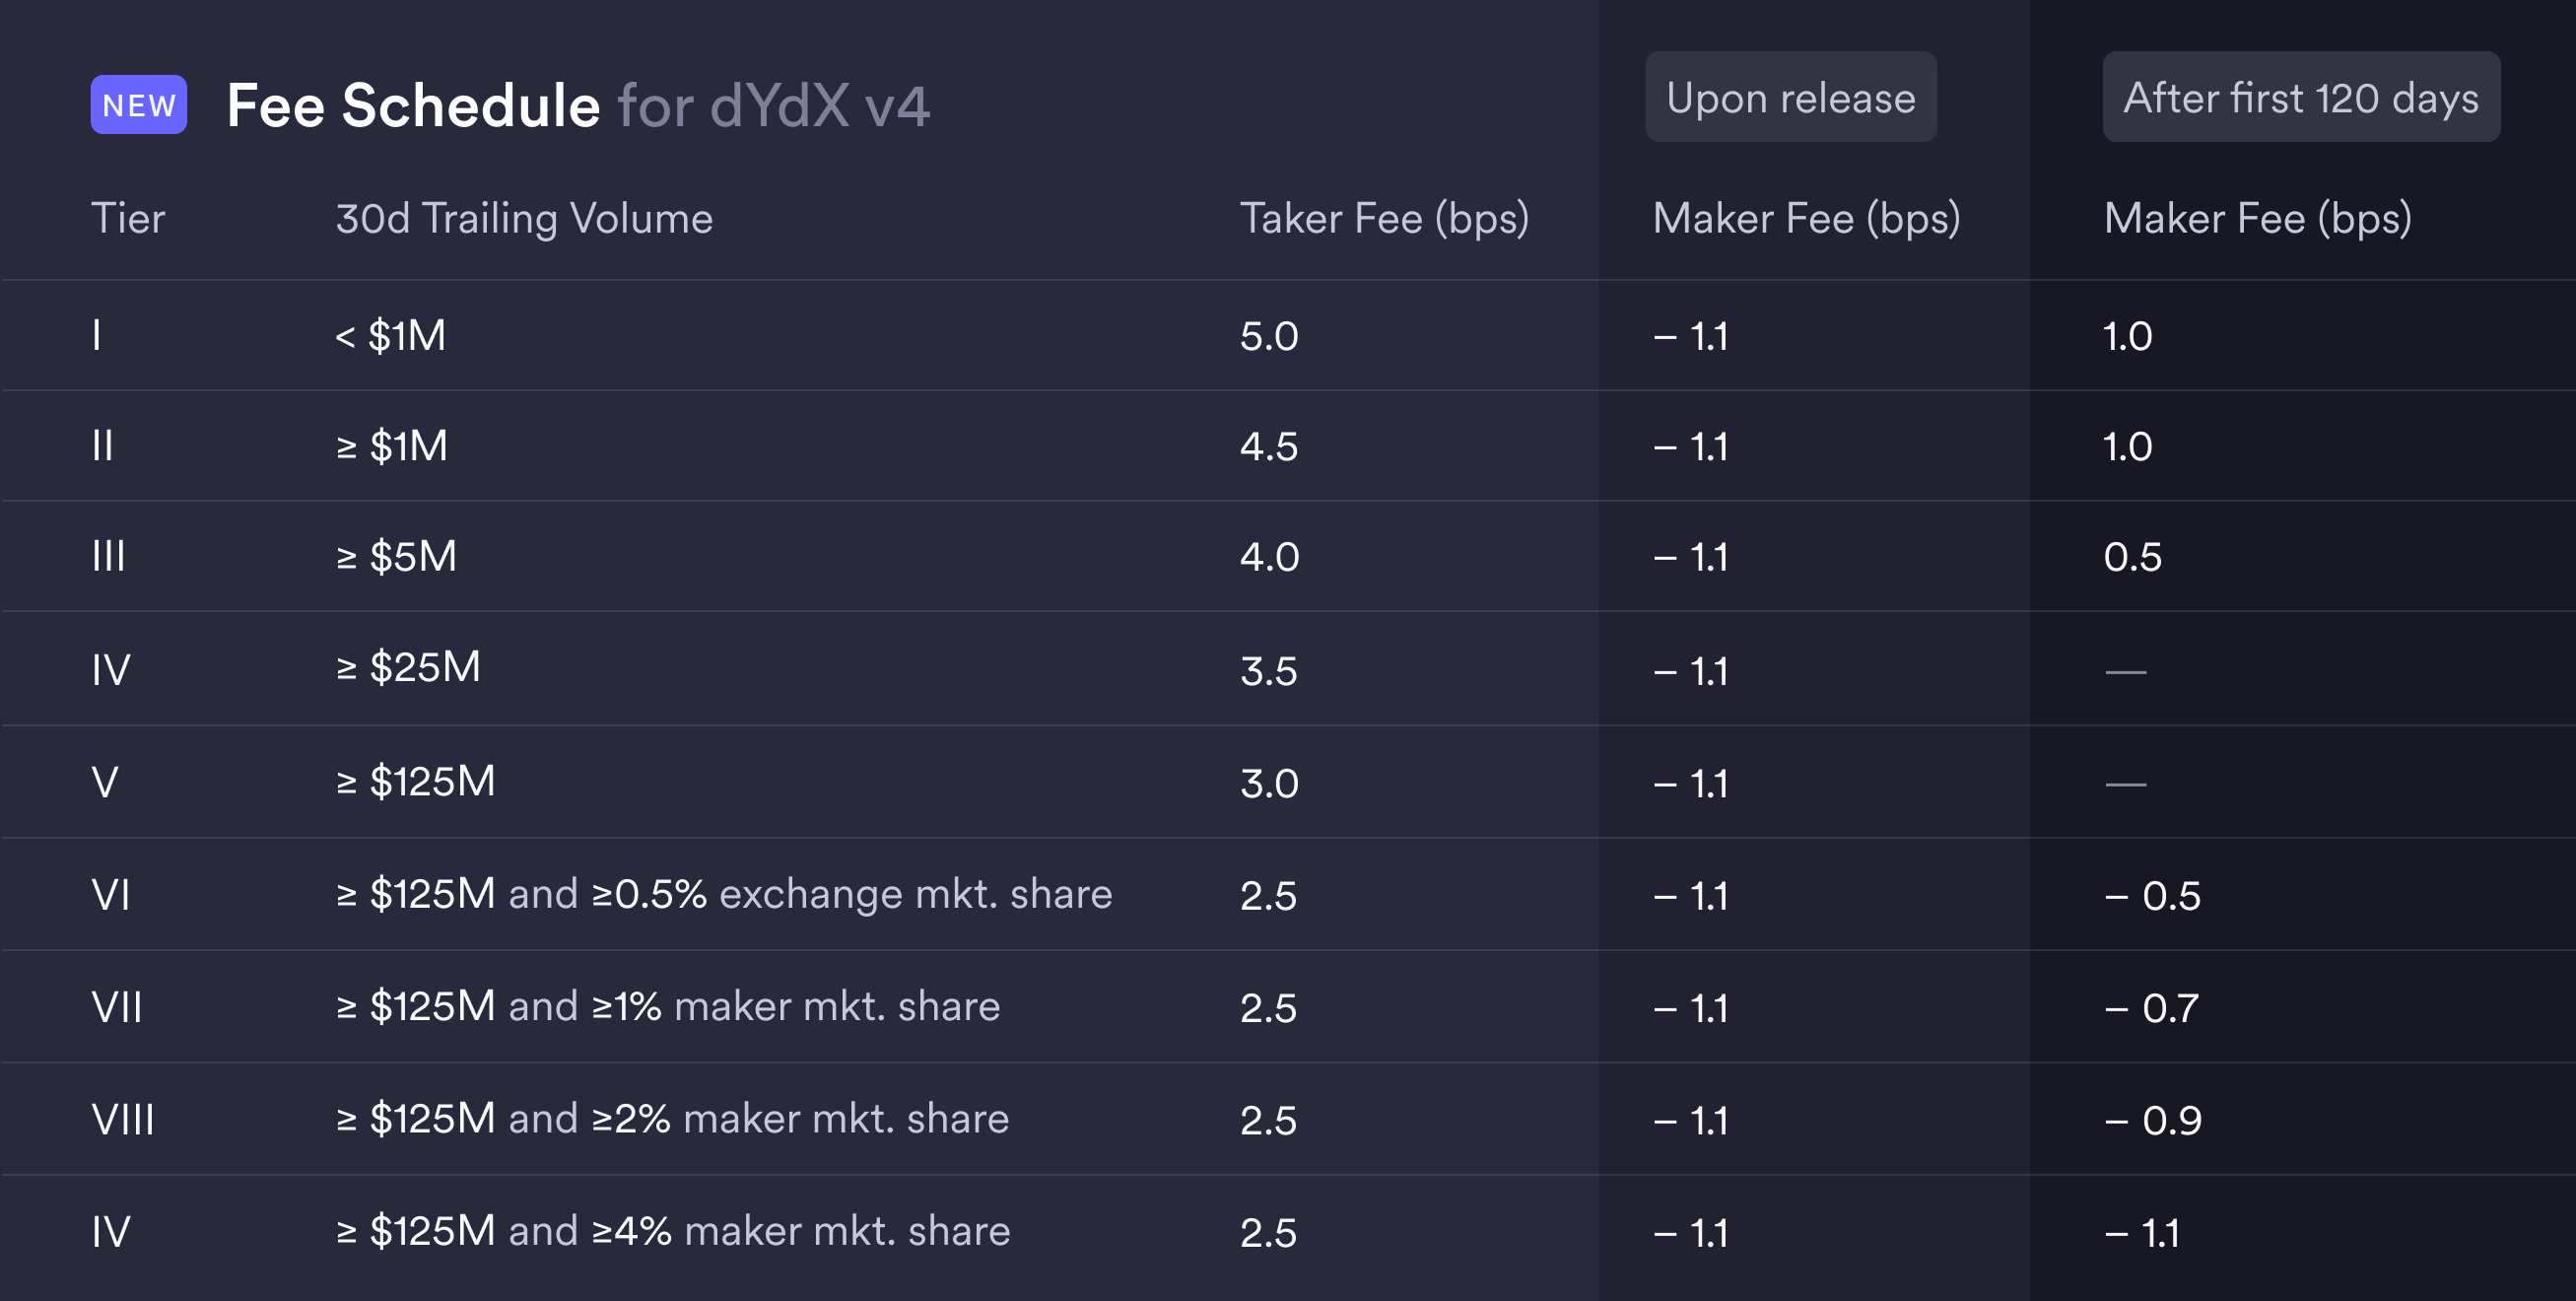 NEW Fee Schedule for dYdX v4 Upon release After first 120 days
Tier 30d Trailing Volume Taker Fee (bps) Maker Fee (bps) Maker Fee (bps)
I < $1M 5.0 – 1.1 1.0
II ≥ $1M 4.5 – 1.1 1.0
III ≥ $5M 4.0 – 1.1 0.5
IV ≥ $25M 3.5 – 1.1 —
V ≥ $125M 3.0 – 1.1 —
VI ≥ $125M and ≥0.5% exchange mkt. share 2.5 – 1.1 – 0.5
VII ≥ $125M and ≥1% maker mkt. share 2.5 – 1.1 – 0.7
VIII ≥ $125M and ≥2% maker mkt. share 2.5 – 1.1 – 0.9
IV ≥ $125M and ≥4% maker mkt. share 2.5 – 1.1 – 1.1